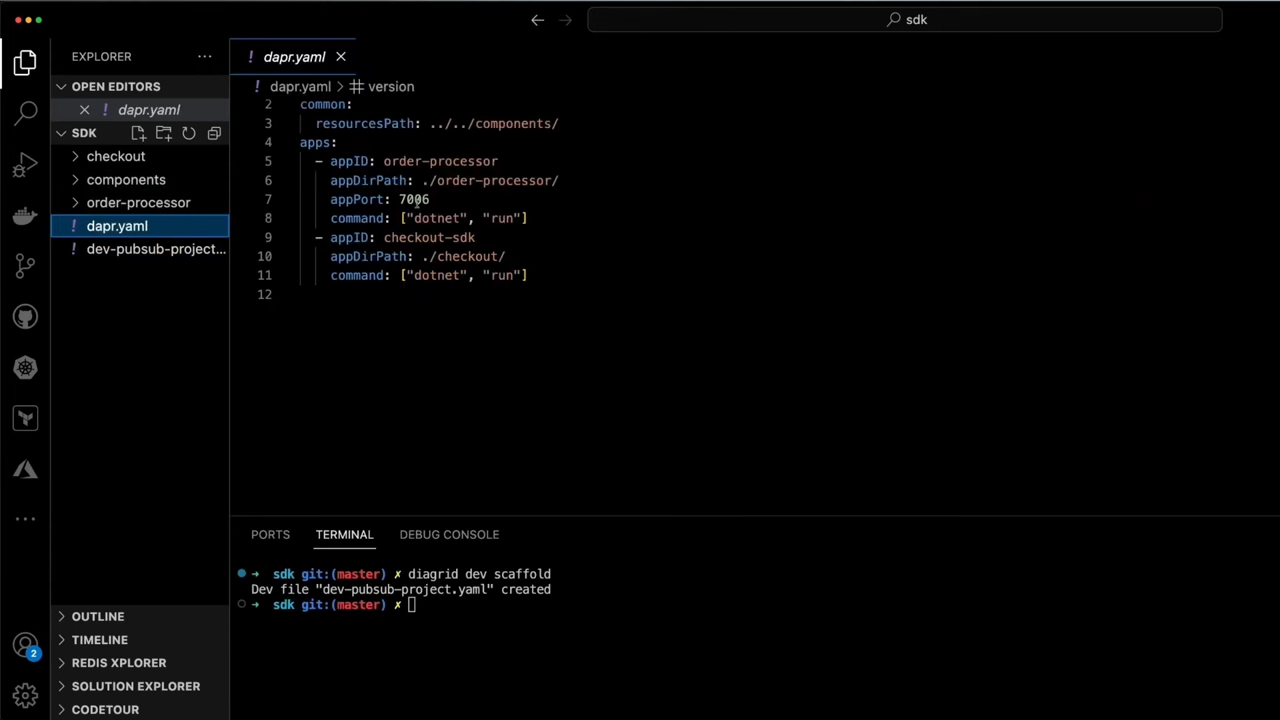 sdk
EXPLORER
OPEN EDITORS
dapr.yaml
SDK
checkout
components
order-processor
dapr.yaml
dev-pubsub-project...
OUTLINE
TIMELINE
REDIS XPLORER
SOLUTION EXPLORER
CODETOUR
2
dapr.yaml
dapr.yaml > version
2 common:
3 resourcesPath: ../../components/
4 apps:
5 - appID: order-processor
6 appDirPath: ./order-processor/
7 appPort: 7006
8 command: ["dotnet", "run"]
9 - appID: checkout-sdk
10 appDirPath: ./checkout/
11 command: ["dotnet", "run"]
12
PORTS TERMINAL DEBUG CONSOLE
➜ sdk git:(master) ✗ diagrid dev scaffold
Dev file "dev-pubsub-project.yaml" created
➜ sdk git:(master) ✗